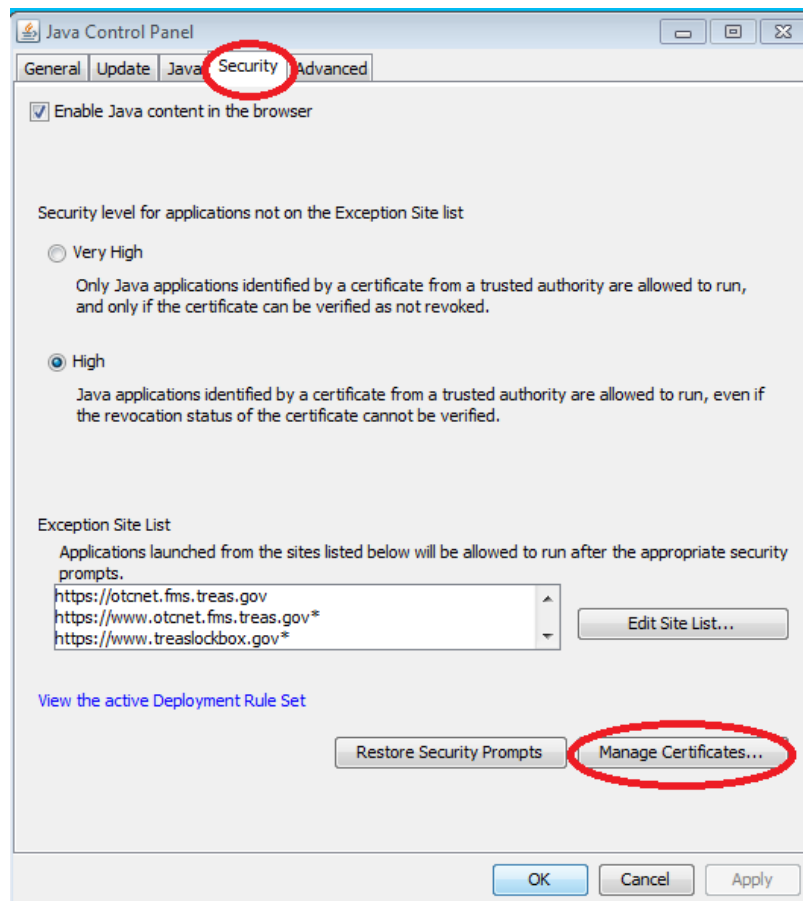 Java Control Panel
General Update Java Security Advanced
Enable Java content in the browser
Security level for applications not on the Exception Site list
Very High
Only Java applications identified by a certificate from a trusted authority are allowed to run,
and only if the certificate can be verified as not revoked.
High
Java applications identified by a certificate from a trusted authority are allowed to run, even if
the revocation status of the certificate cannot be verified.
Exception Site List
Applications launched from the sites listed below will be allowed to run after the appropriate security
prompts.
https://otcnet.fms.treas.gov
https://www.otcnet.fms.treas.gov*
https://www.treaslockbox.gov*
Edit Site List...
View the active Deployment Rule Set
Restore Security Prompts Manage Certificates...
OK Cancel Apply